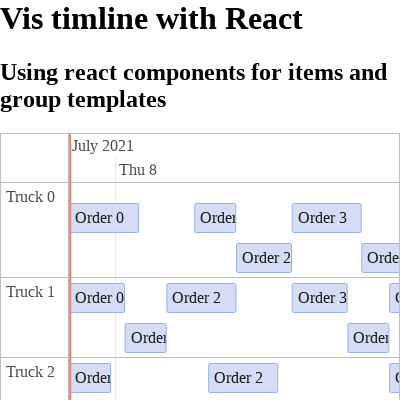 Vis timline with React
Using react components for items and
group templates
July 2021
Thu 8
Truck 0
Order 0
Order
Order 3
Order 2
Orde
Truck 1
Order 0
Order 2
Order 3
Order
Order
Truck 2
Order
Order 2